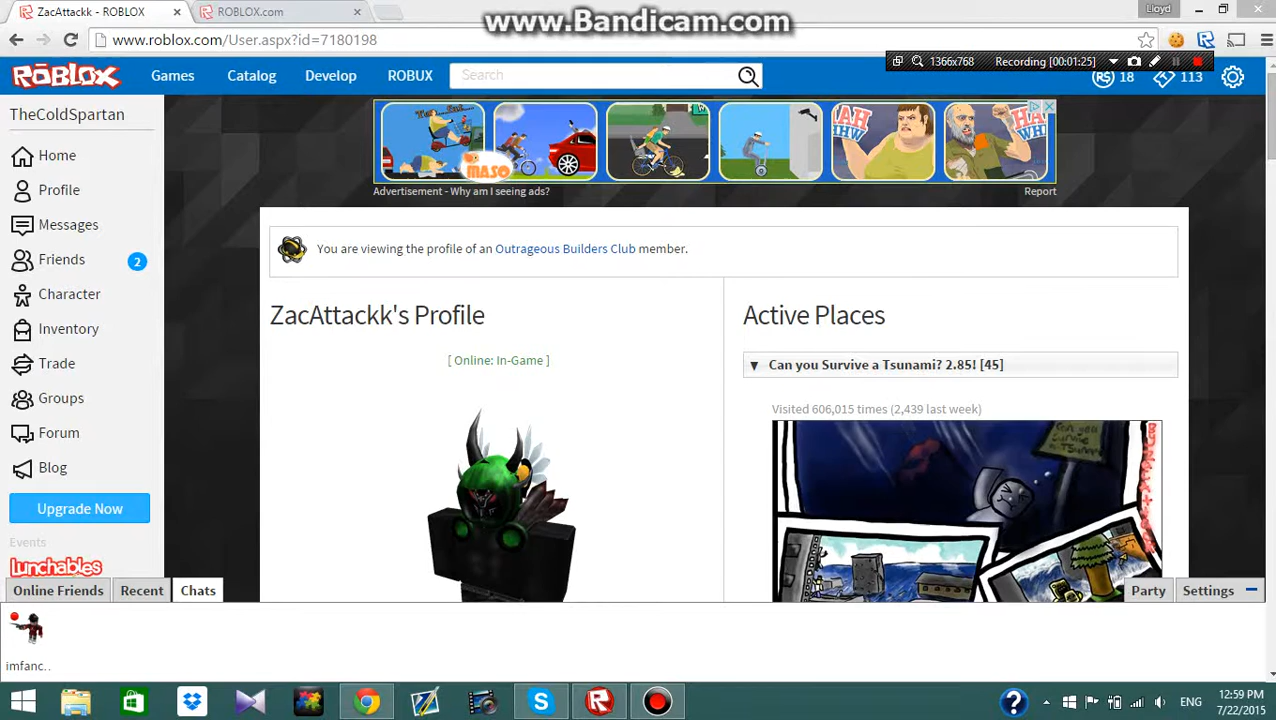 ZacAttackk - ROBLOX
ROBLOX.com
www.Bandicam.com
Lloyd
www.roblox.com/User.aspx?id=7180198
1366x768
Recording [00:01:25]
ROBLOX
Games
Catalog
Develop
ROBUX
Search
R$ 18
113
TheColdSpartan
Home
Profile
Messages
Friends
2
Character
Inventory
Trade
Groups
Forum
Blog
Upgrade Now
Events
Lunchables
MASO
Advertisement - Why am I seeing ads?
Report
You are viewing the profile of an Outrageous Builders Club member.
ZacAttackk's Profile
[ Online: In-Game ]
Active Places
Can you Survive a Tsunami? 2.85! [45]
Visited 606,015 times (2,439 last week)
Online Friends
Recent
Chats
Party
Settings
imfanc..
ENG
12:59 PM
7/22/2015